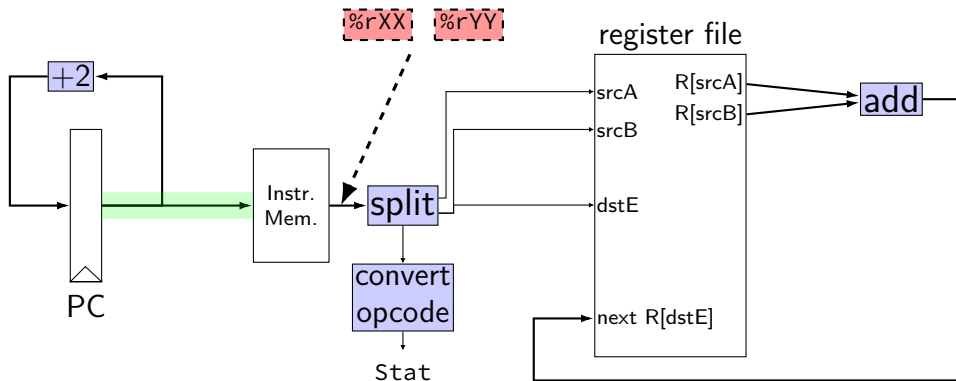 %rXX %rYY
register file
+2
srcA
R[srcA]
R[srcB]
srcB
add
Instr.
Mem.
split
dstE
PC
convert
opcode
next R[dstE]
Stat